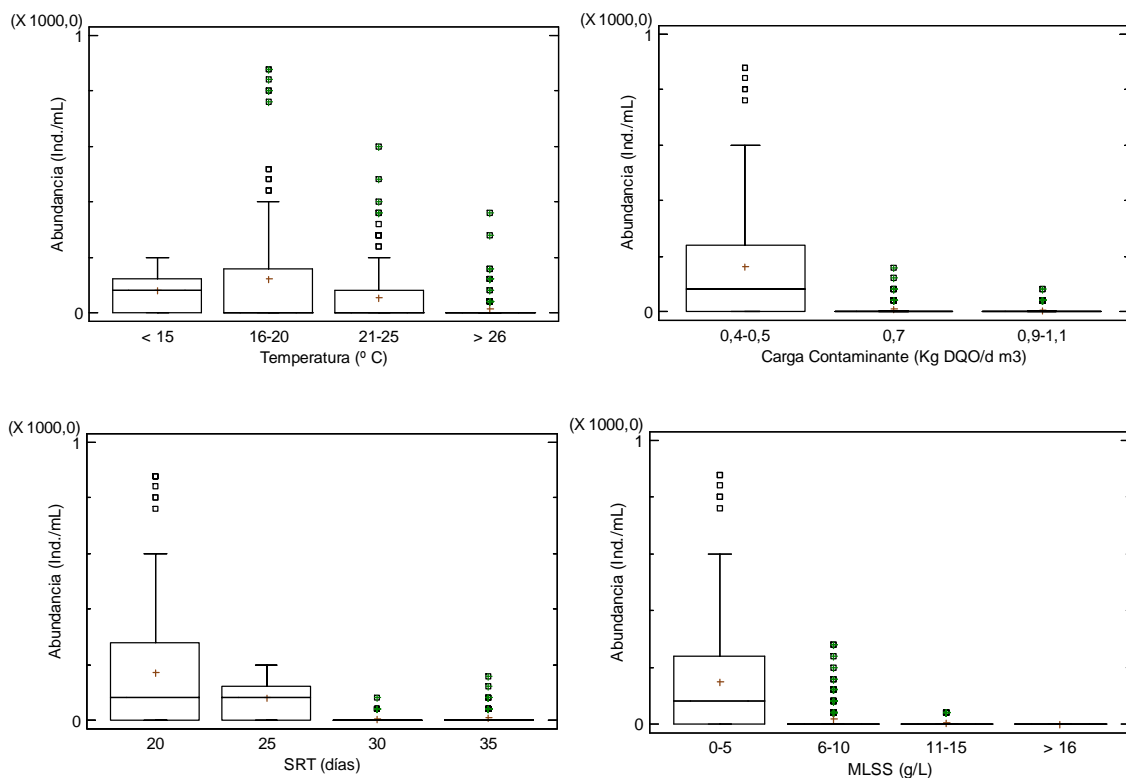 (X 1000,0)
1
Abundancia (Ind./mL)
0
< 15 16-20 21-25 > 26
Temperatura (º C)
(X 1000,0)
1
Abundancia (Ind./mL)
0
0,4-0,5 0,7 0,9-1,1
Carga Contaminante (Kg DQO/d m3)
(X 1000,0)
1
Abundancia (Ind./mL)
0
20 25 30 35
SRT (días)
(X 1000,0)
1
Abundancia (Ind./mL)
0
0-5 6-10 11-15 > 16
MLSS (g/L)